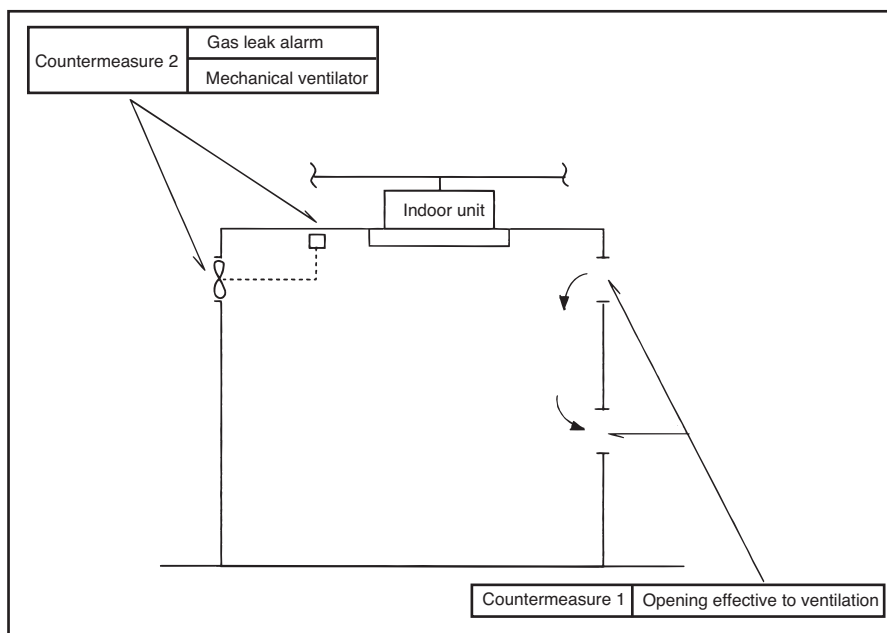 Countermeasure 2
Gas leak alarm
Mechanical ventilator
Indoor unit
Countermeasure 1
Opening effective to ventilation